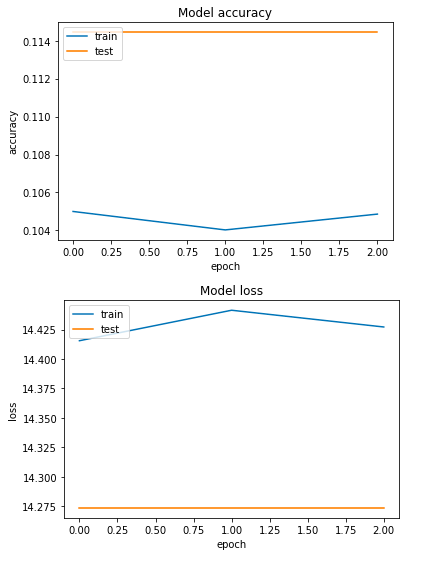 Model accuracy
train
test
0.114
0.112
0.110
0.108
0.106
0.104
accuracy
0.00 0.25 0.50 0.75 1.00 1.25 1.50 1.75 2.00
epoch
Model loss
train
test
14.425
14.400
14.375
14.350
14.325
14.300
14.275
loss
0.00 0.25 0.50 0.75 1.00 1.25 1.50 1.75 2.00
epoch